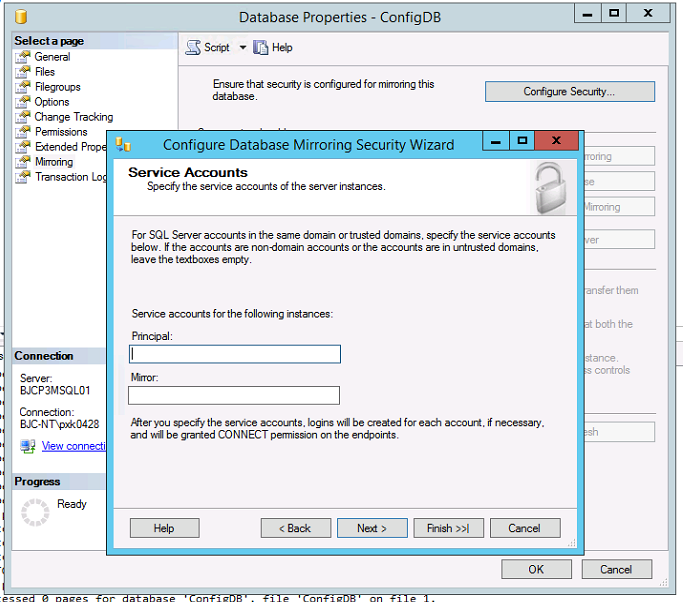 Database Properties - ConfigDB
Select a page
General
Files
Filegroups
Options
Change Tracking
Permissions
Extended Prope
Mirroring
Transaction Log
Script
Help
Ensure that security is configured for mirroring this
database.
Configure Security...
Configure Database Mirroring Security Wizard
Service Accounts
Specify the service accounts of the server instances.
For SQL Server accounts in the same domain or trusted domains, specify the service accounts
below. If the accounts are non-domain accounts or the accounts are in untrusted domains,
leave the textboxes empty.
Service accounts for the following instances:
Principal:
Mirror:
After you specify the service accounts, logins will be created for each account, if necessary,
and will be granted CONNECT permission on the endpoints.
Help
< Back
Next >
Finish >>|
Cancel
Mirroring
ansfer them
at both the
stance.
s controls
Connection
Server:
BJCP3MSQL01
Connection:
BJC-NT\pxk0428
View connecti
Progress
Ready
OK
Cancel
essed 0 pages for database 'ConfigDB', file 'ConfigDB' on file 1.